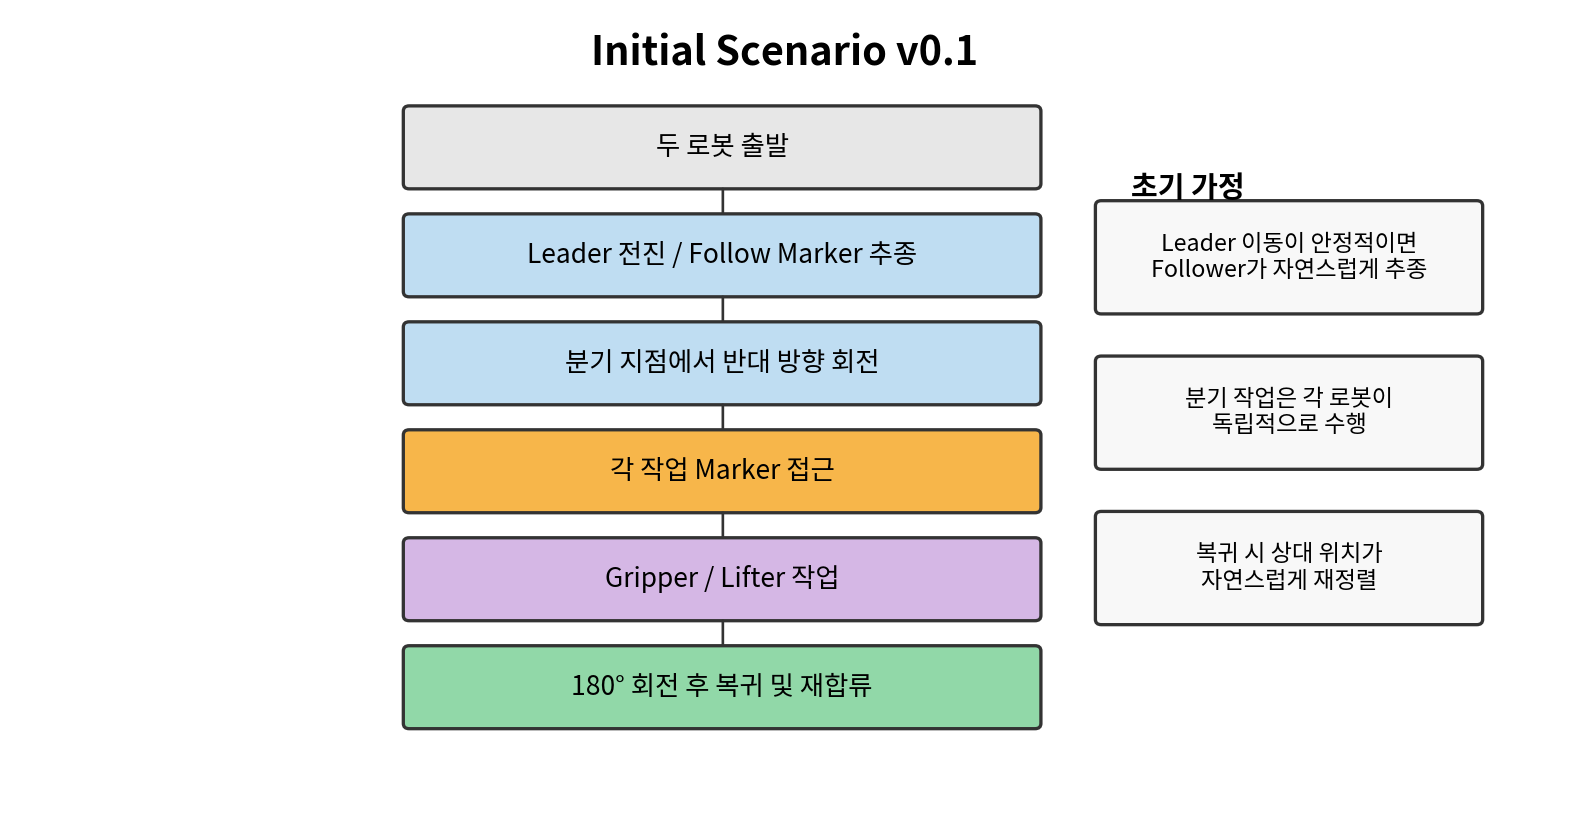 Initial Scenario v0.1
두 로봇 출발
Leader 전진 / Follow Marker 추종
분기 지점에서 반대 방향 회전
각 작업 Marker 접근
Gripper / Lifter 작업
180° 회전 후 복귀 및 재합류
초기 가정
Leader 이동이 안정적이면
Follower가 자연스럽게 추종
분기 작업은 각 로봇이
독립적으로 수행
복귀 시 상대 위치가
자연스럽게 재정렬